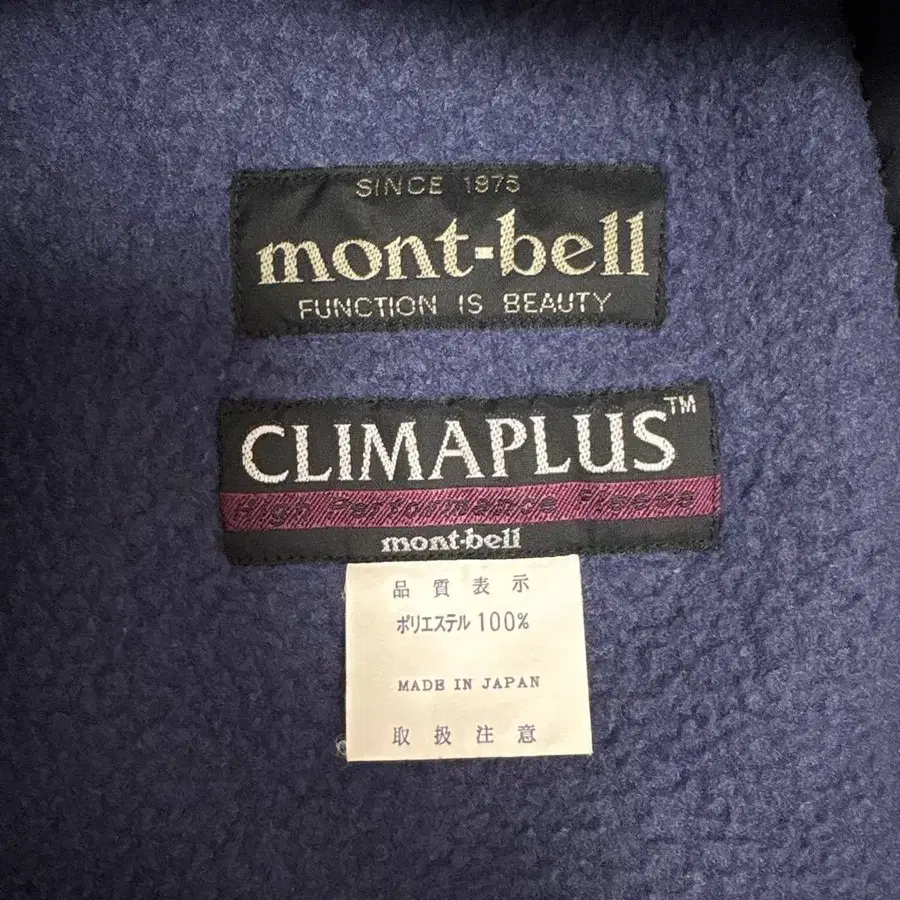 SINCE 1975
mont-bell
FUNCTION IS BEAUTY
CLIMAPLUS™
High Performance Fleece
mont-bell
品質表示
ポリエステル 100%
MADE IN JAPAN
取扱注意